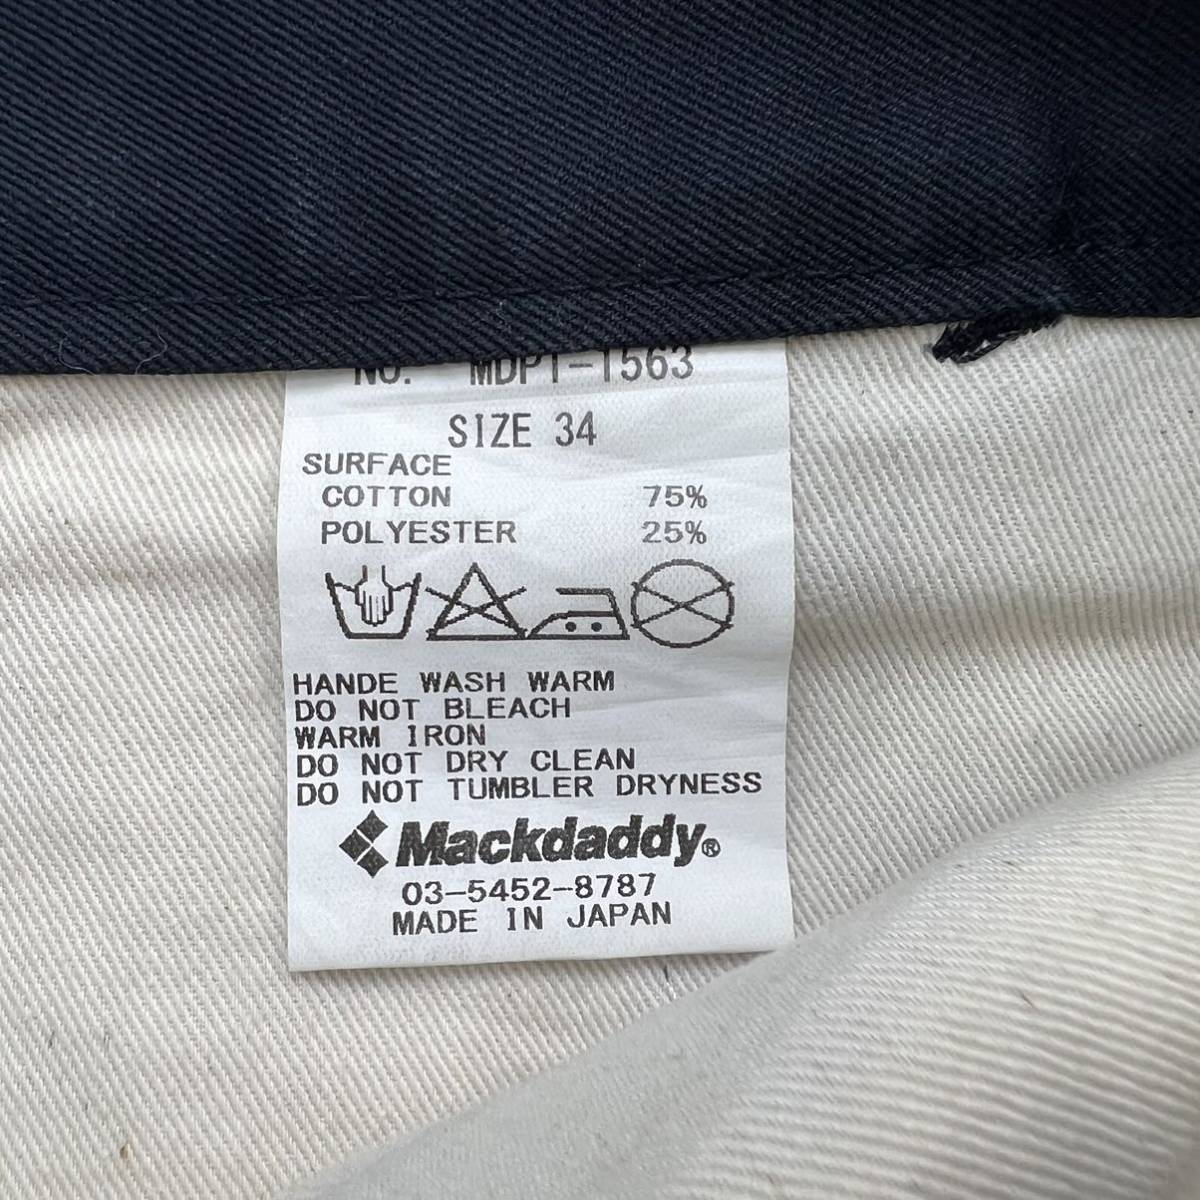 NO. MDPT-1563
SIZE 34
SURFACE
COTTON 75%
POLYESTER 25%
HANDE WASH WARM
DO NOT BLEACH
WARM IRON
DO NOT DRY CLEAN
DO NOT TUMBLER DRYNESS
Mackdaddy®
03-5452-8787
MADE IN JAPAN